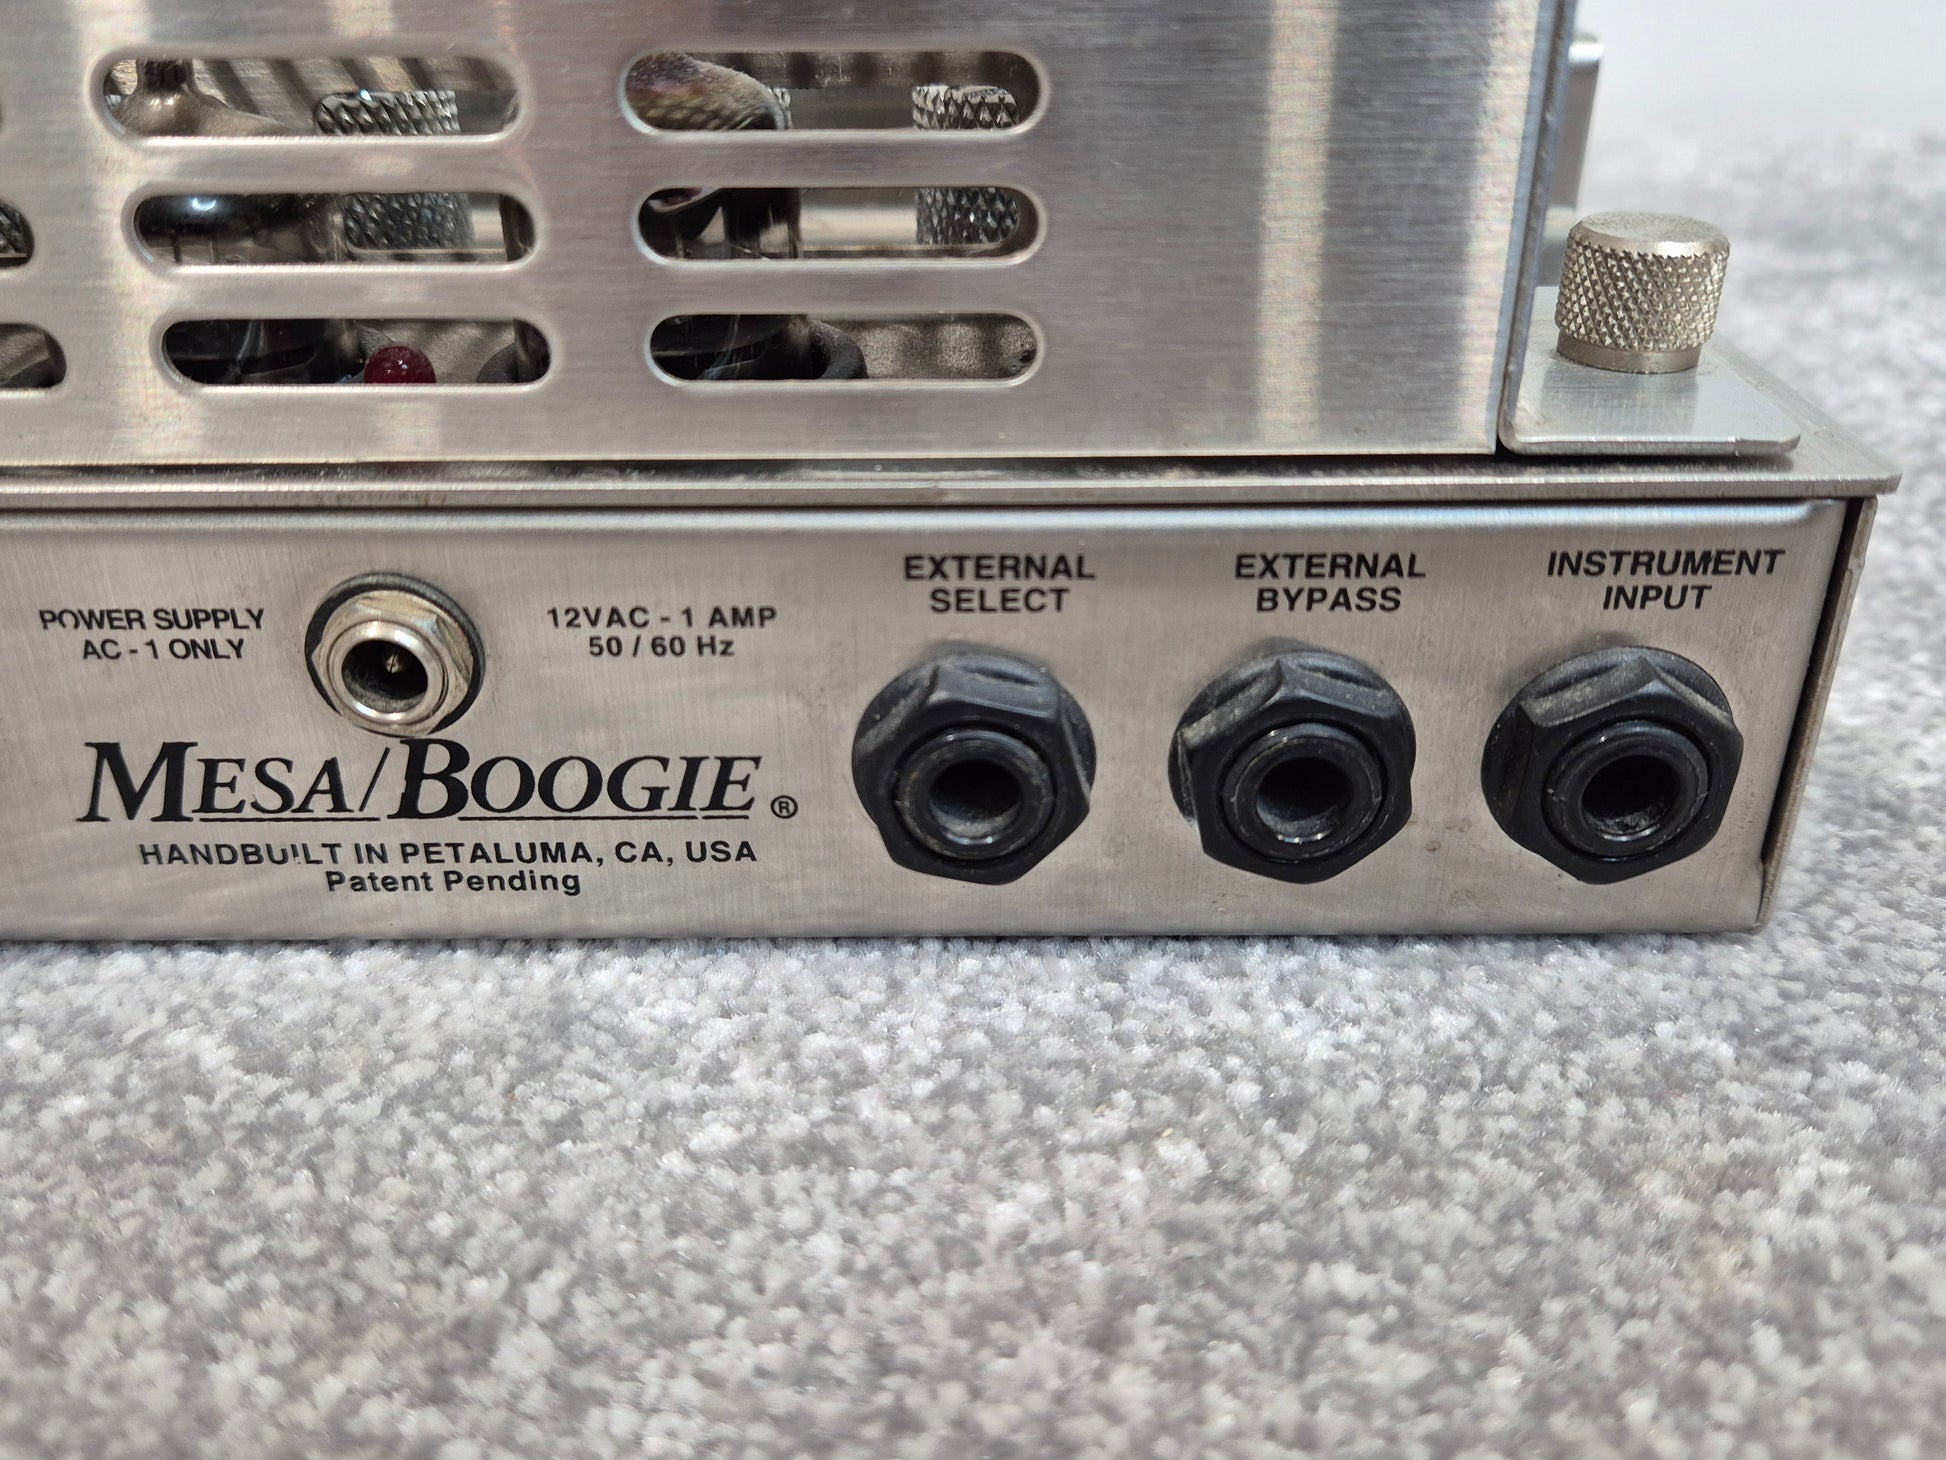 POWER SUPPLY
AC - 1 ONLY
12VAC - 1 AMP
50 / 60 Hz
EXTERNAL
SELECT
EXTERNAL
BYPASS
INSTRUMENT
INPUT
MESA/BOOGIE ®
HANDBUILT IN PETALUMA, CA, USA
Patent Pending